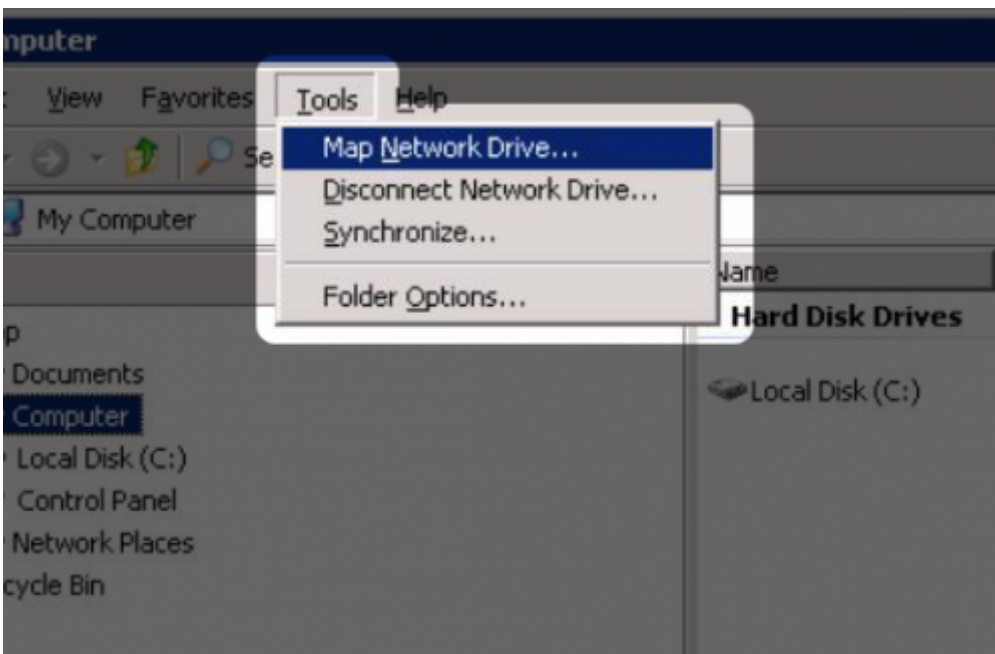 mputer
View Favorites Tools Help
Se
Map Network Drive...
My Computer
Disconnect Network Drive...
Synchronize...
Folder Options...
Name
Hard Disk Drives
p
Documents
Local Disk (C:)
Computer
Local Disk (C:)
Control Panel
Network Places
cycle Bin